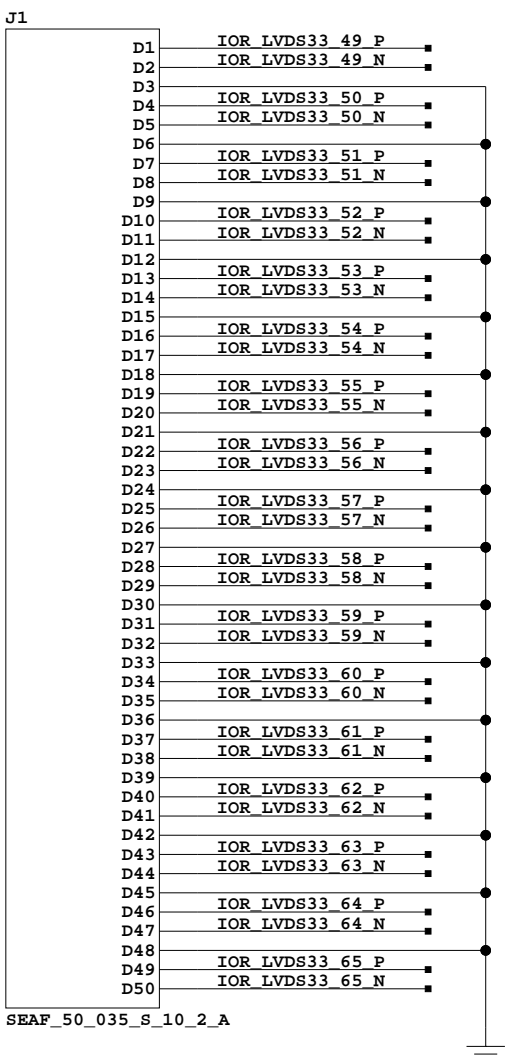 J1
D1 IOR_LVDS33_49_P
D2 IOR_LVDS33_49_N
D3
D4 IOR_LVDS33_50_P
D5 IOR_LVDS33_50_N
D6
D7 IOR_LVDS33_51_P
D8 IOR_LVDS33_51_N
D9
D10 IOR_LVDS33_52_P
D11 IOR_LVDS33_52_N
D12
D13 IOR_LVDS33_53_P
D14 IOR_LVDS33_53_N
D15
D16 IOR_LVDS33_54_P
D17 IOR_LVDS33_54_N
D18
D19 IOR_LVDS33_55_P
D20 IOR_LVDS33_55_N
D21
D22 IOR_LVDS33_56_P
D23 IOR_LVDS33_56_N
D24
D25 IOR_LVDS33_57_P
D26 IOR_LVDS33_57_N
D27
D28 IOR_LVDS33_58_P
D29 IOR_LVDS33_58_N
D30
D31 IOR_LVDS33_59_P
D32 IOR_LVDS33_59_N
D33
D34 IOR_LVDS33_60_P
D35 IOR_LVDS33_60_N
D36
D37 IOR_LVDS33_61_P
D38 IOR_LVDS33_61_N
D39
D40 IOR_LVDS33_62_P
D41 IOR_LVDS33_62_N
D42
D43 IOR_LVDS33_63_P
D44 IOR_LVDS33_63_N
D45
D46 IOR_LVDS33_64_P
D47 IOR_LVDS33_64_N
D48
D49 IOR_LVDS33_65_P
D50 IOR_LVDS33_65_N
SEAF_50_035_S_10_2_A